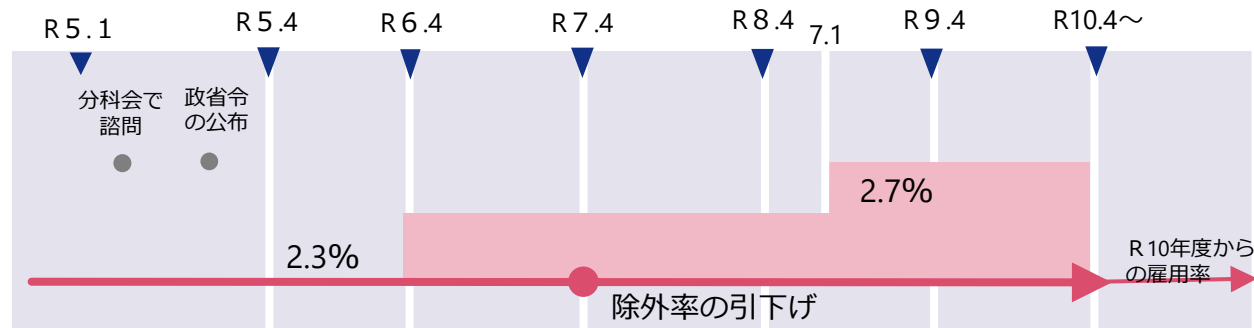 R５.１
R５.4
R６.4
R７.4
R８.4
7.1
R９.4
R10.4～
分科会で
諮問
政省令
の公布
2.3%
2.7%
除外率の引下げ
R10年度から
の雇用率